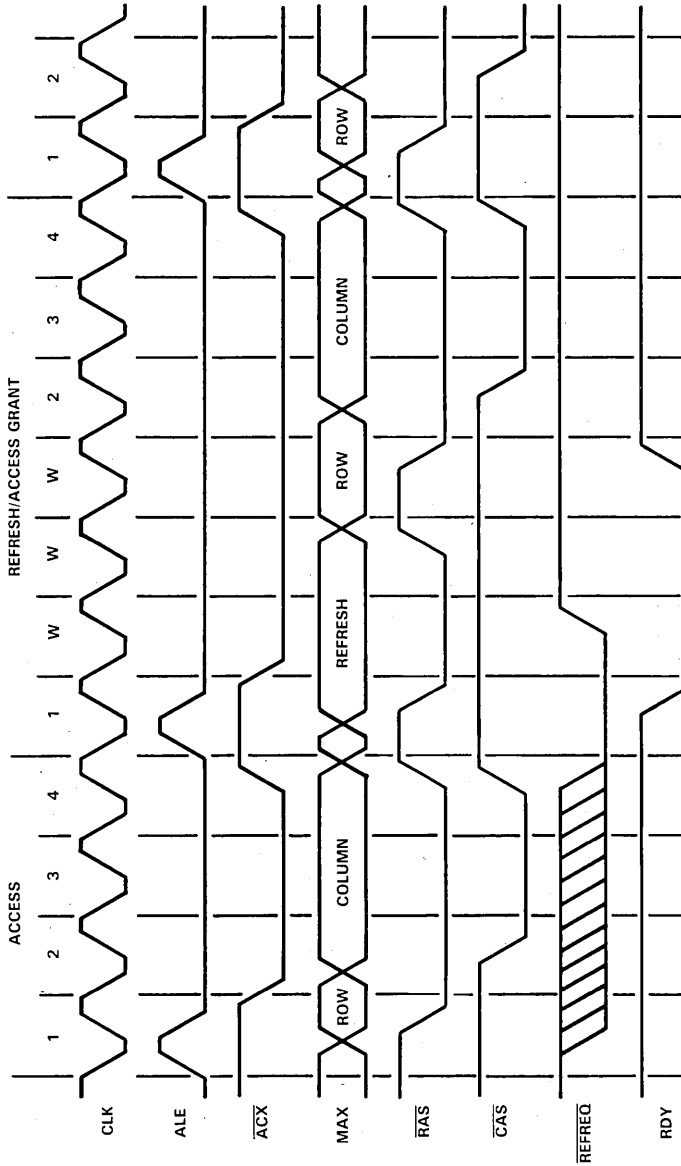 ACCESS REFRESH/ACCESS GRANT
1 2 3 4 1 W W W 2 3 4 1 2
CLK
ALE
ACX
MAX ROW COLUMN REFRESH ROW COLUMN ROW
RAS
CAS
REFREQ
RDY